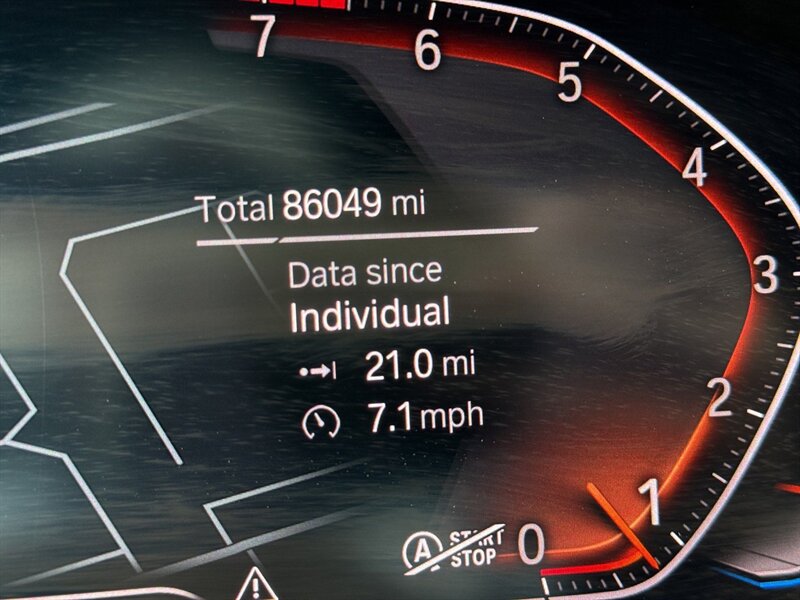 7
6
5
4
Total 86049 mi
3
Data since
Individual
21.0 mi
7.1 mph
2
1
A START STOP
0
!